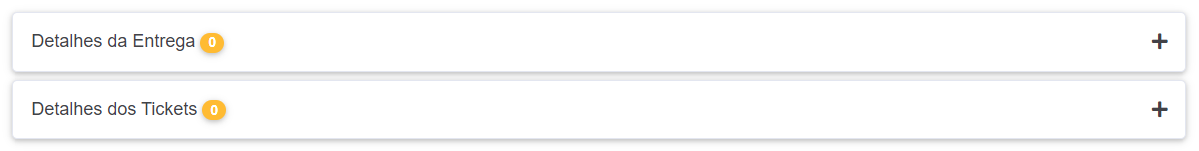 Detalhes da Entrega 0
Detalhes dos Tickets 0